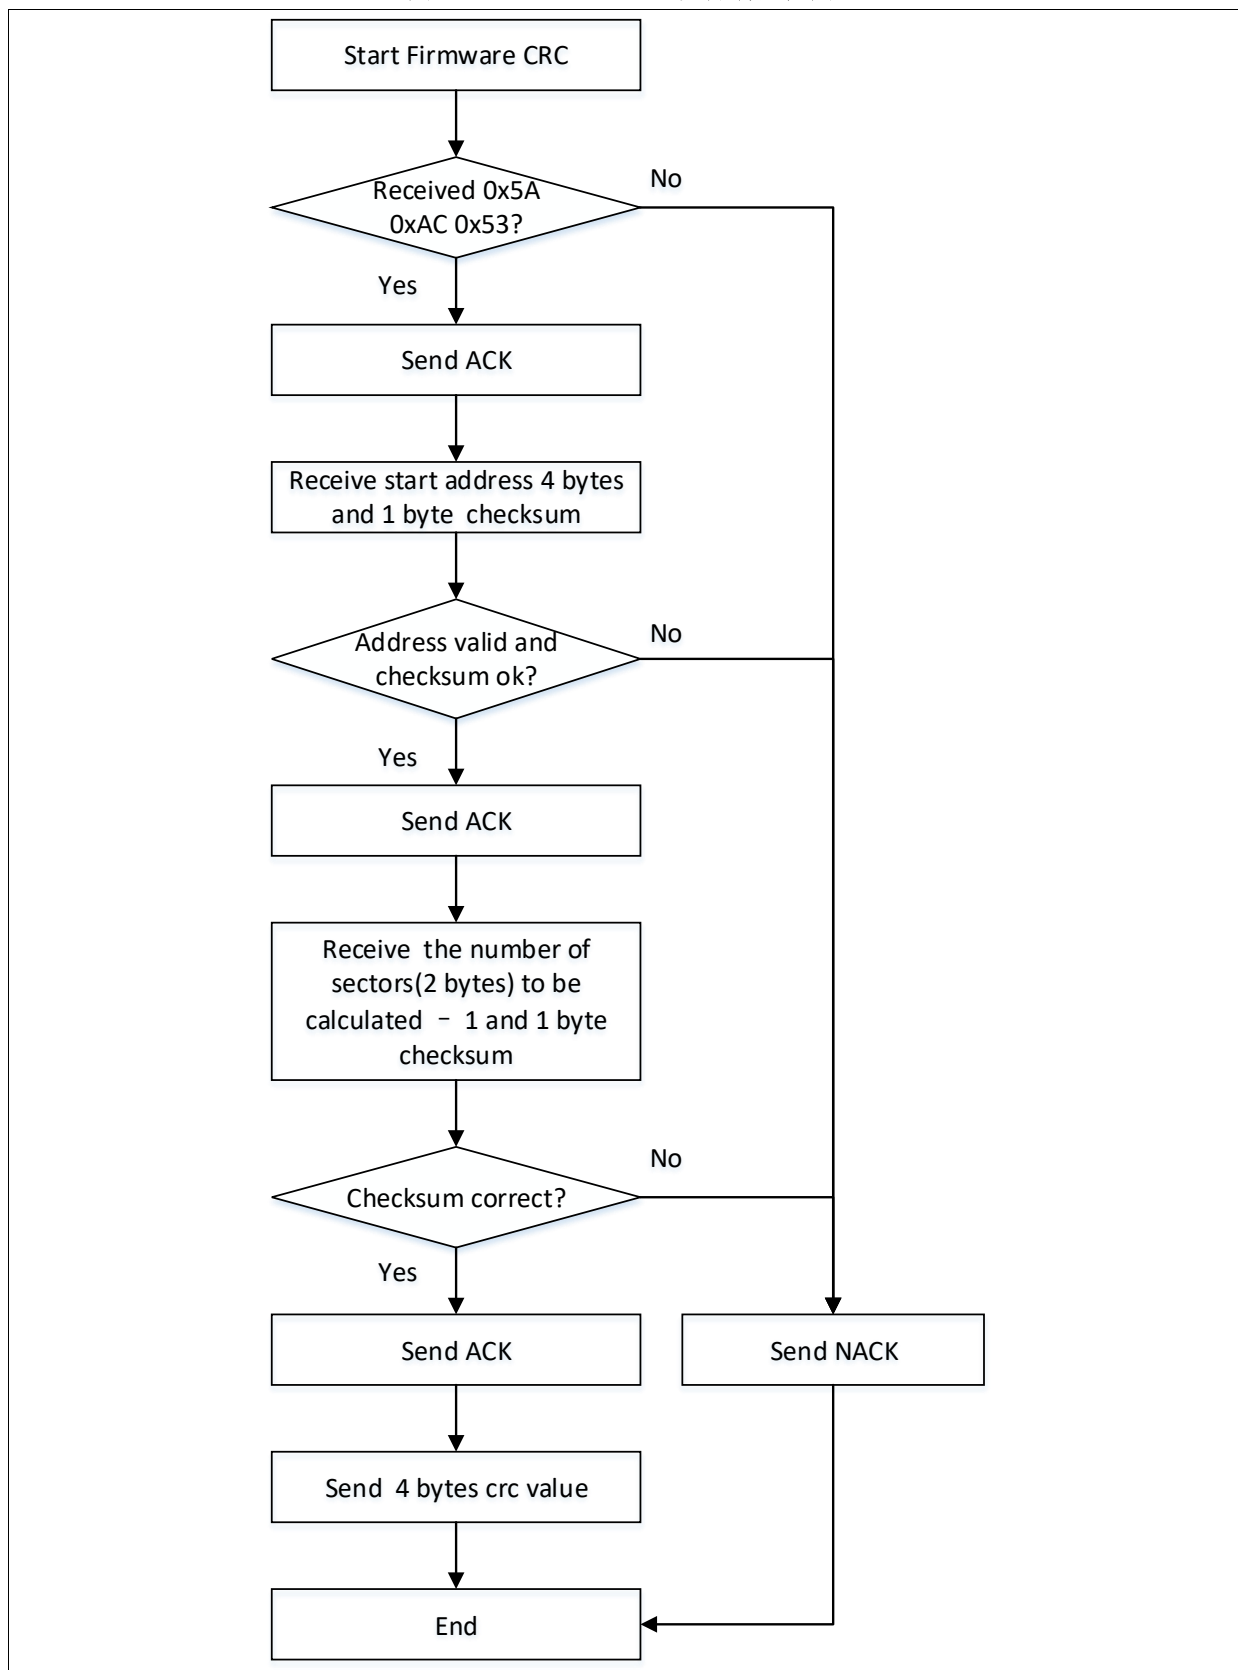 Start Firmware CRC
Received 0x5A
0xAC 0x53?
No
Yes
Send ACK
Receive start address 4 bytes
and 1 byte checksum
Address valid and
checksum ok?
No
Yes
Send ACK
Receive the number of
sectors(2 bytes) to be
calculated – 1 and 1 byte
checksum
Checksum correct?
No
Yes
Send ACK
Send NACK
Send 4 bytes crc value
End